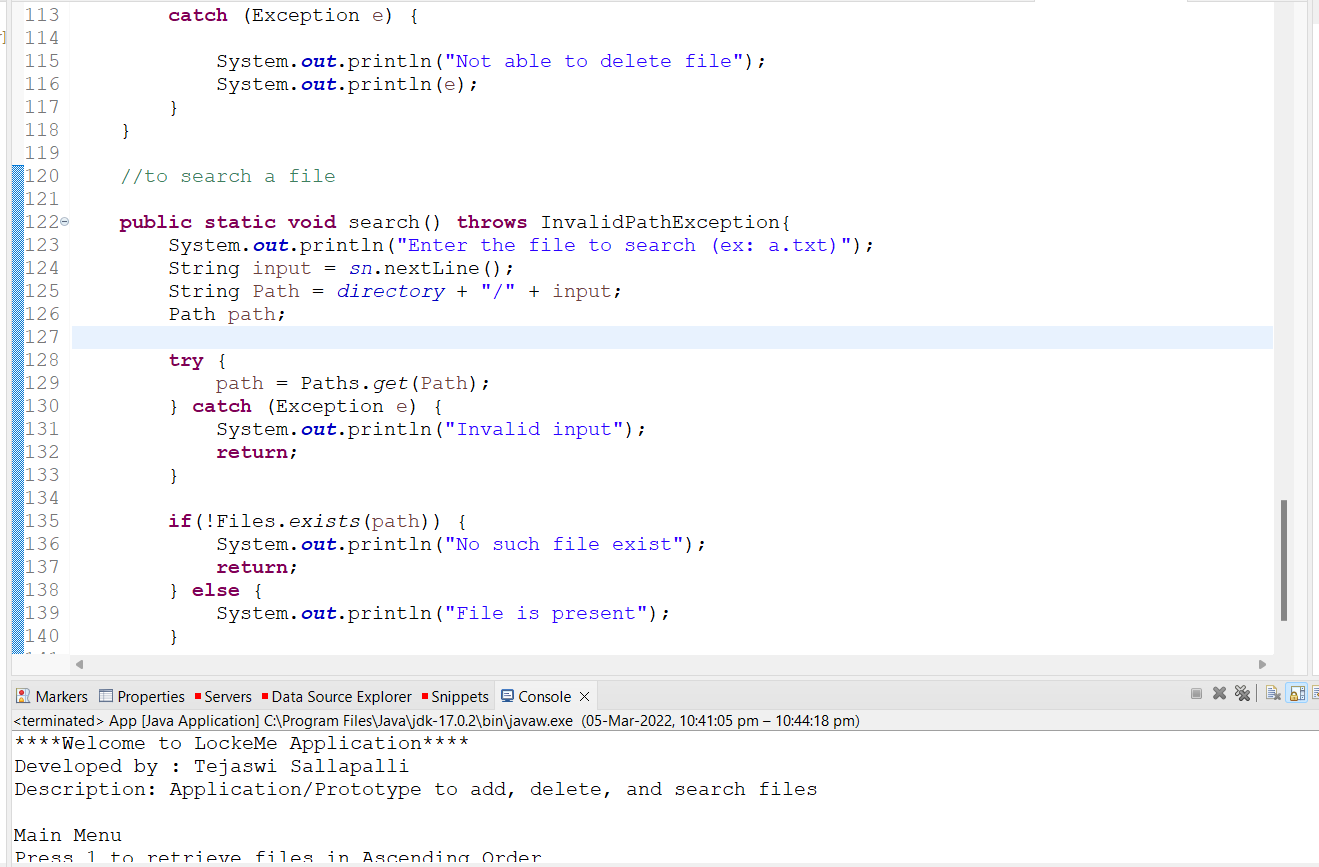 113 catch (Exception e) {
114
115 System.out.println("Not able to delete file");
116 System.out.println(e);
117 }
118 }
119
120 //to search a file
121
122 public static void search() throws InvalidPathException{
123 System.out.println("Enter the file to search (ex: a.txt)");
124 String input = sn.nextLine();
125 String Path = directory + "/" + input;
126 Path path;
127
128 try {
129 path = Paths.get(Path);
130 } catch (Exception e) {
131 System.out.println("Invalid input");
132 return;
133 }
134
135 if(!Files.exists(path)) {
136 System.out.println("No such file exist");
137 return;
138 } else {
139 System.out.println("File is present");
140 }
Markers Properties Servers Data Source Explorer Snippets Console
<terminated> App [Java Application] C:\Program Files\Java\jdk-17.0.2\bin\javaw.exe (05-Mar-2022, 10:41:05 pm – 10:44:18 pm)
****Welcome to LockeMe Application****
Developed by : Tejaswi Sallapalli
Description: Application/Prototype to add, delete, and search files
Main Menu
Press 1 to retrieve files in Ascending Order